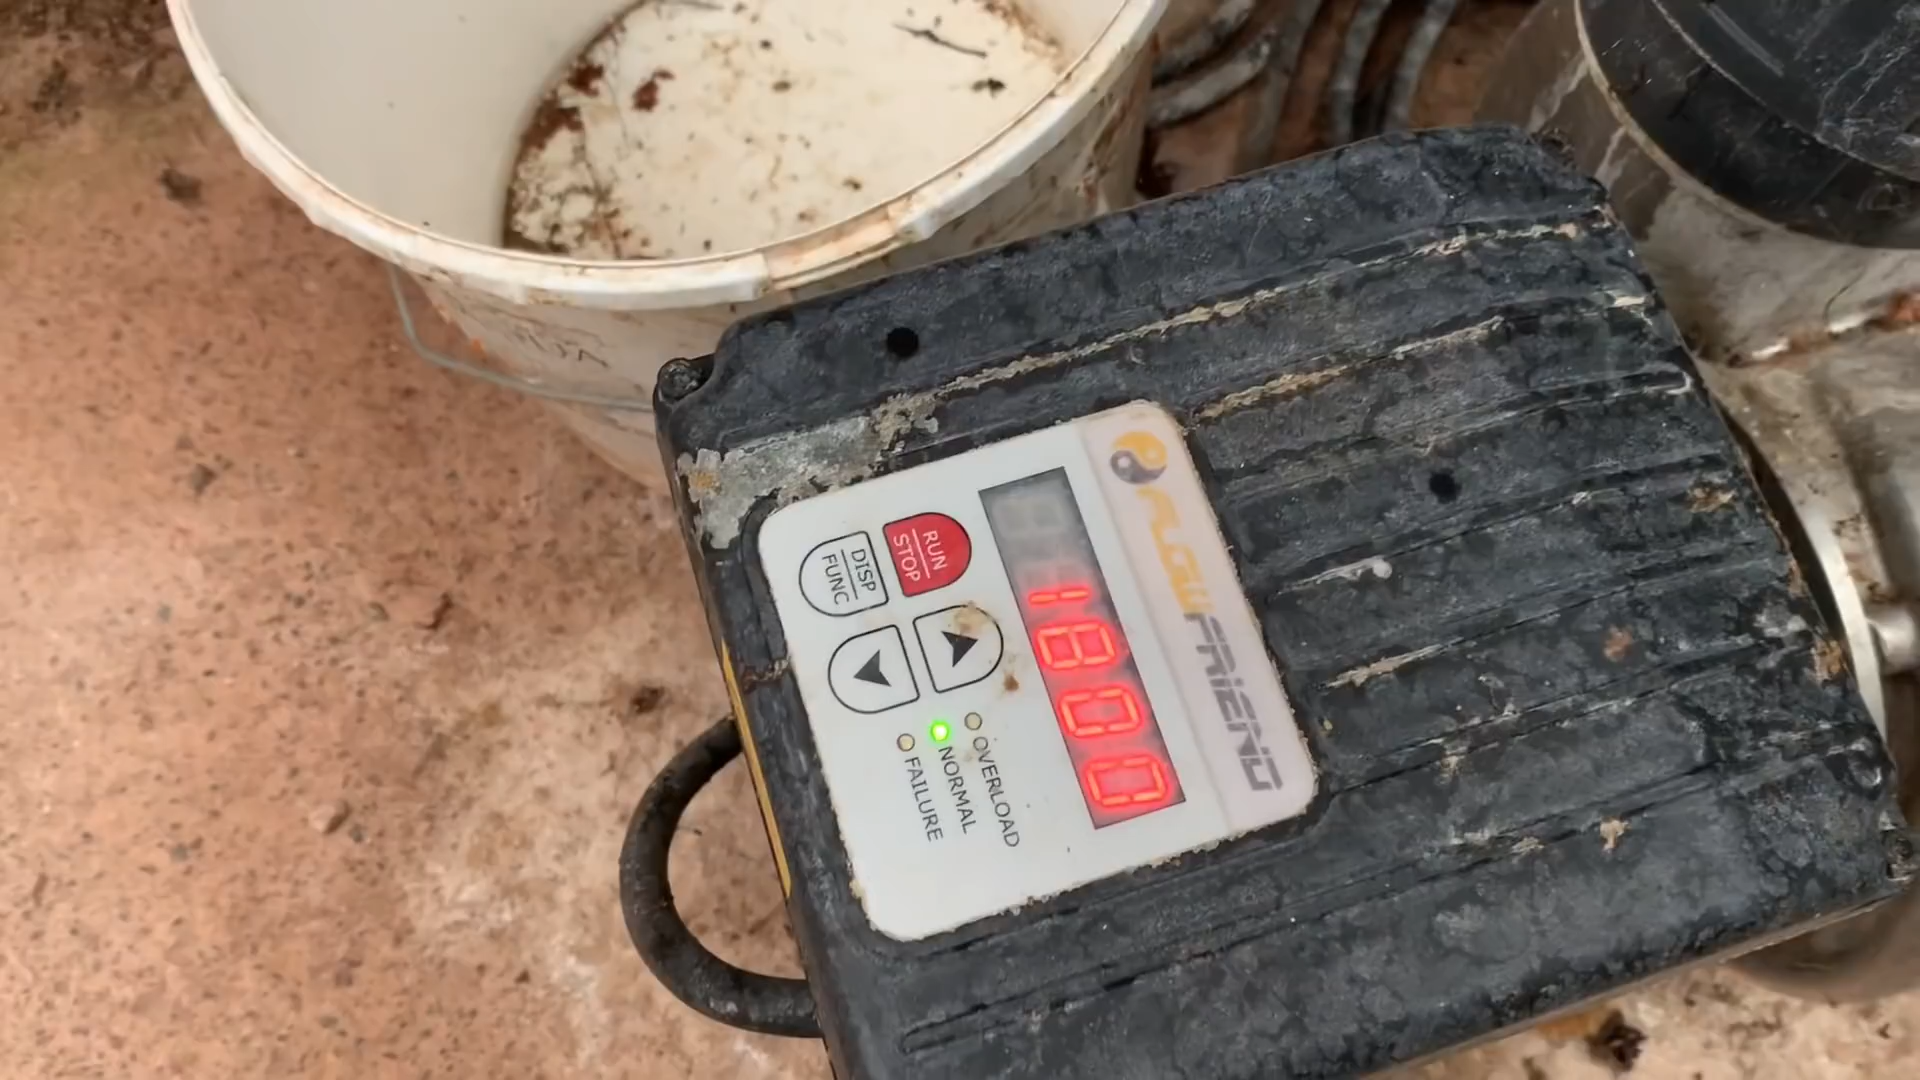 FLOWFRIEND
1800
RUN
STOP
DISP
FUNC
OVERLOAD
NORMAL
FAILURE